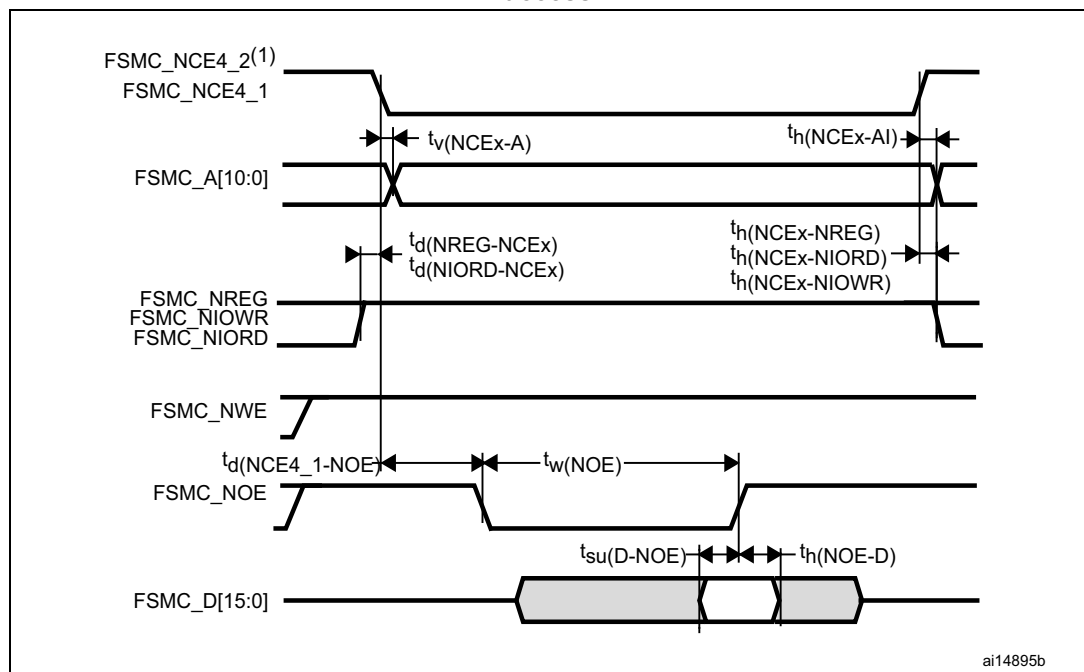 FSMC_NCE4_2(1)
FSMC_NCE4_1
tv(NCEx-A)
th(NCEx-AI)
FSMC_A[10:0]
td(NREG-NCEx)
td(NIORD-NCEx)
th(NCEx-NREG)
th(NCEx-NIORD)
th(NCEx-NIOWR)
FSMC_NREG
FSMC_NIOWR
FSMC_NIORD
FSMC_NWE
td(NCE4_1-NOE)
tw(NOE)
FSMC_NOE
tsu(D-NOE)
th(NOE-D)
FSMC_D[15:0]
ai14895b